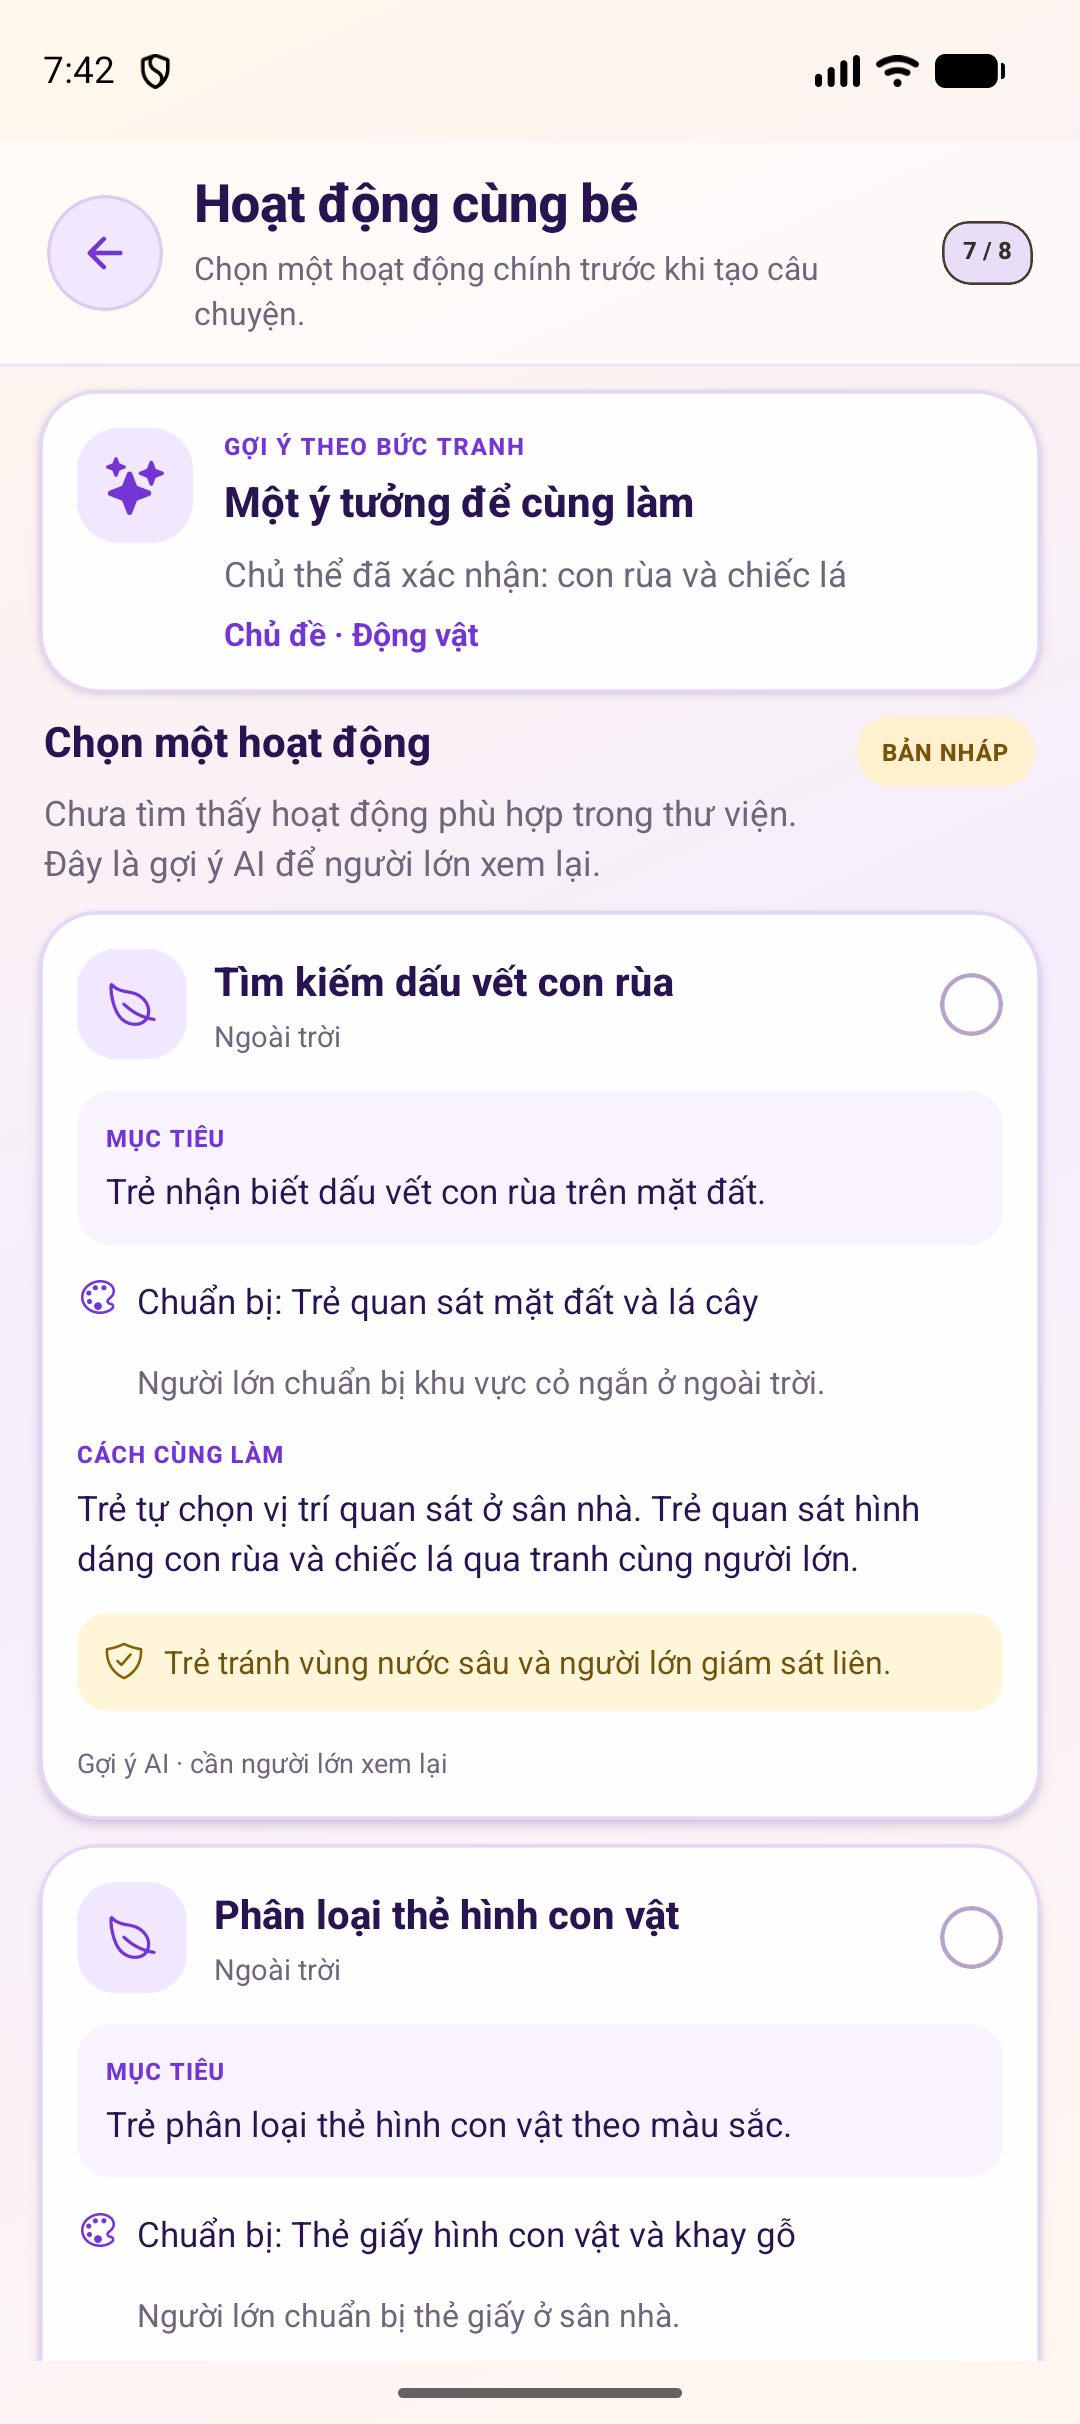 7:42
Hoạt động cùng bé
Chọn một hoạt động chính trước khi tạo câu
chuyện.
7 / 8
GỢI Ý THEO BỨC TRANH
Một ý tưởng để cùng làm
Chủ thể đã xác nhận: con rùa và chiếc lá
Chủ đề · Động vật
Chọn một hoạt động
BẢN NHÁP
Chưa tìm thấy hoạt động phù hợp trong thư viện.
Đây là gợi ý AI để người lớn xem lại.
Tìm kiếm dấu vết con rùa
Ngoài trời
MỤC TIÊU
Trẻ nhận biết dấu vết con rùa trên mặt đất.
Chuẩn bị: Trẻ quan sát mặt đất và lá cây
Người lớn chuẩn bị khu vực cỏ ngắn ở ngoài trời.
CÁCH CÙNG LÀM
Trẻ tự chọn vị trí quan sát ở sân nhà. Trẻ quan sát hình
dáng con rùa và chiếc lá qua tranh cùng người lớn.
Trẻ tránh vùng nước sâu và người lớn giám sát liên.
Gợi ý AI · cần người lớn xem lại
Phân loại thẻ hình con vật
Ngoài trời
MỤC TIÊU
Trẻ phân loại thẻ hình con vật theo màu sắc.
Chuẩn bị: Thẻ giấy hình con vật và khay gỗ
Người lớn chuẩn bị thẻ giấy ở sân nhà.